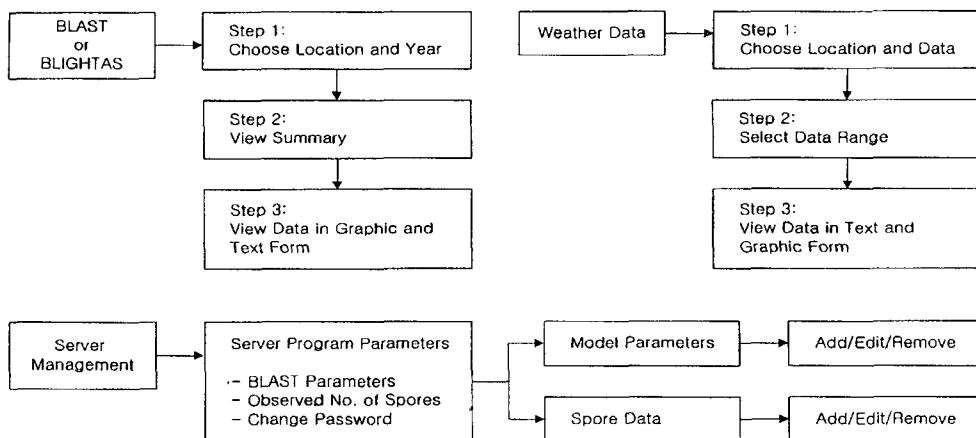 BLAST
or
BLIGHTAS
Step 1:
Choose Location and Year
Step 2:
View Summary
Step 3:
View Data in Graphic and
Text Form
Weather Data
Step 1:
Choose Location and Data
Step 2:
Select Data Range
Step 3:
View Data in Text and
Graphic Form
Server
Management
Server Program Parameters
- BLAST Parameters
- Observed No. of Spores
- Change Password
Model Parameters
Add/Edit/Remove
Spore Data
Add/Edit/Remove